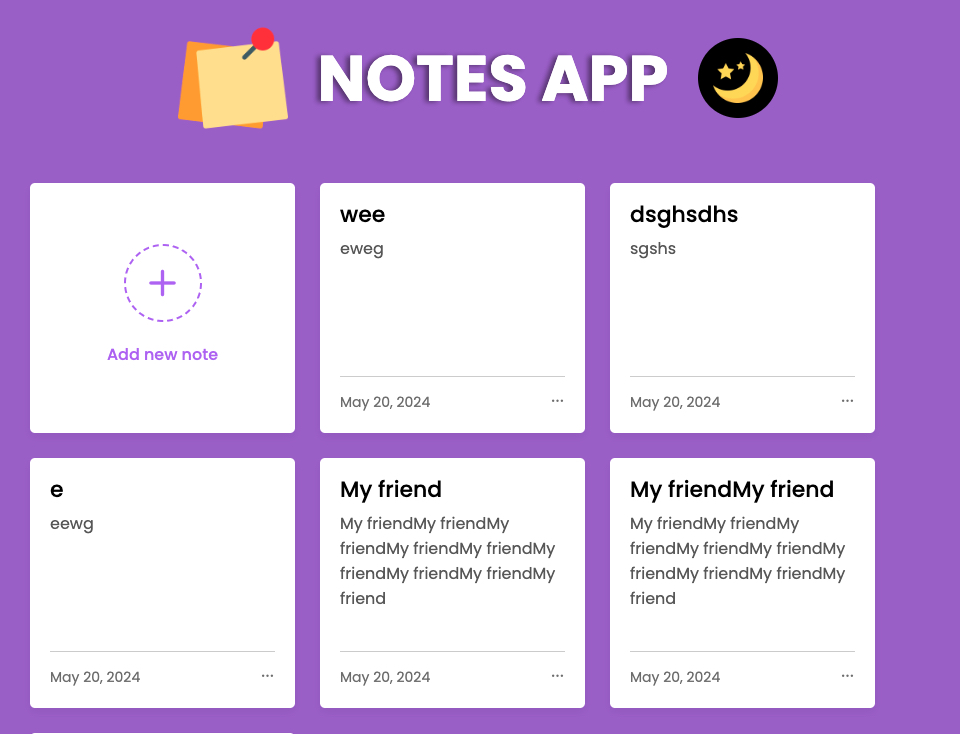 NOTES APP
Add new note
wee
eweg
May 20, 2024
dsghsdhs
sgshs
May 20, 2024
e
eewg
May 20, 2024
My friend
My friendMy friendMy
friendMy friendMy friendMy
friendMy friendMy friendMy
friend
May 20, 2024
My friendMy friend
My friendMy friendMy
friendMy friendMy friendMy
friendMy friendMy friendMy
friend
May 20, 2024